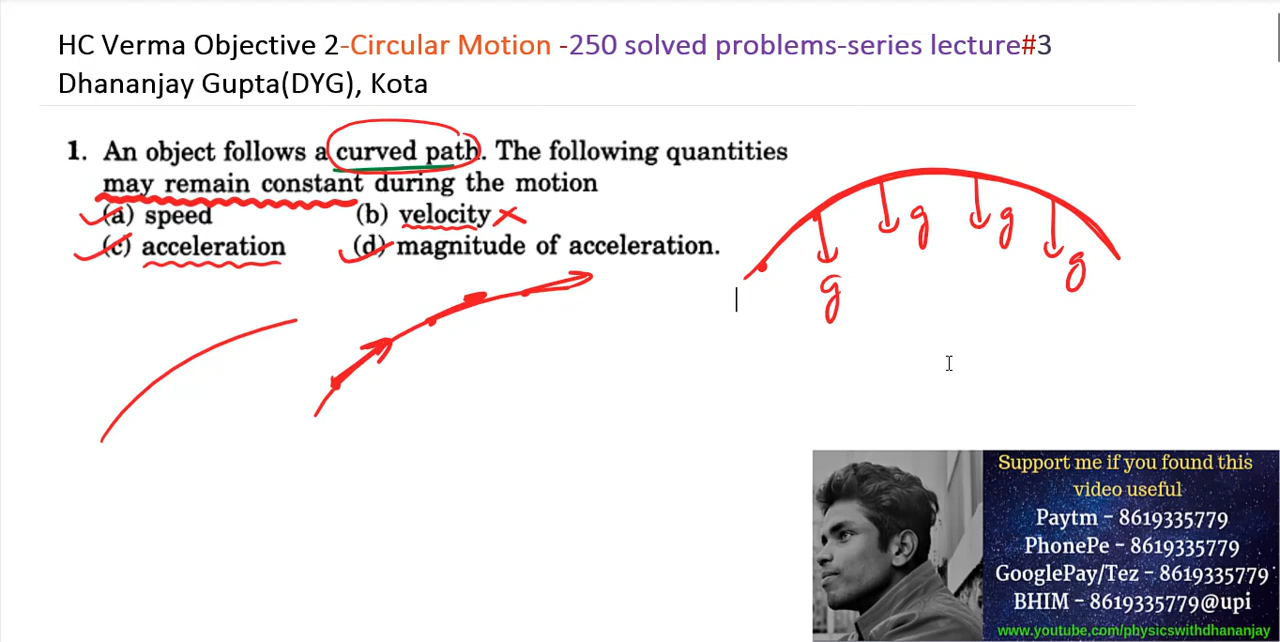 HC Verma Objective 2-Circular Motion -250 solved problems-series lecture#3
Dhananjay Gupta(DYG), Kota
1. An object follows a curved path. The following quantities
may remain constant during the motion
(a) speed (b) velocity
(c) acceleration (d) magnitude of acceleration.
g g g g
Support me if you found this
video useful
Paytm - 8619335779
PhonePe - 8619335779
GooglePay/Tez - 8619335779
BHIM - 8619335779@upi
www.youtube.com/physicswithdhananjay